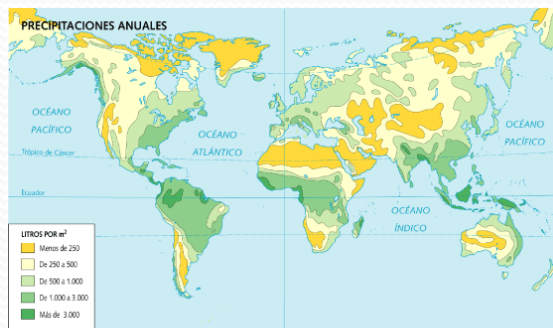 PRECIPITACIONES ANUALES
OCÉANO
PACÍFICO
OCÉANO
ATLÁNTICO
OCÉANO
PACÍFICO
Trópico de Cáncer
Ecuador
OCÉANO
ÍNDICO
LITROS POR m²
Menos de 250
De 250 a 500
De 500 a 1.000
De 1.000 a 3.000
Más de 3.000